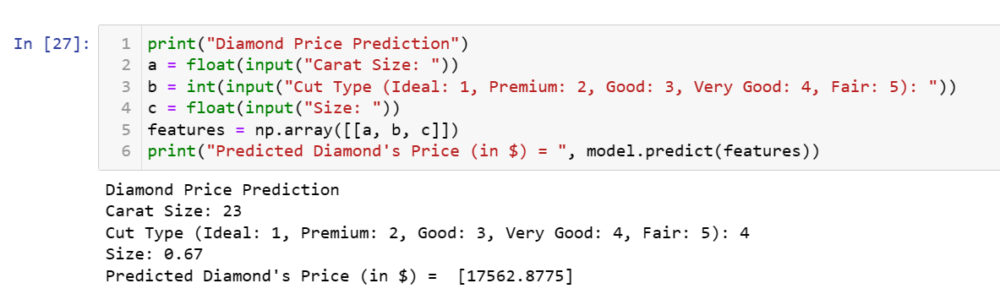 In [27]:
1 print("Diamond Price Prediction")
2 a = float(input("Carat Size: "))
3 b = int(input("Cut Type (Ideal: 1, Premium: 2, Good: 3, Very Good: 4, Fair: 5): "))
4 c = float(input("Size: "))
5 features = np.array([[a, b, c]])
6 print("Predicted Diamond's Price (in $) = ", model.predict(features))
Diamond Price Prediction
Carat Size: 23
Cut Type (Ideal: 1, Premium: 2, Good: 3, Very Good: 4, Fair: 5): 4
Size: 0.67
Predicted Diamond's Price (in $) =  [17562.8775]